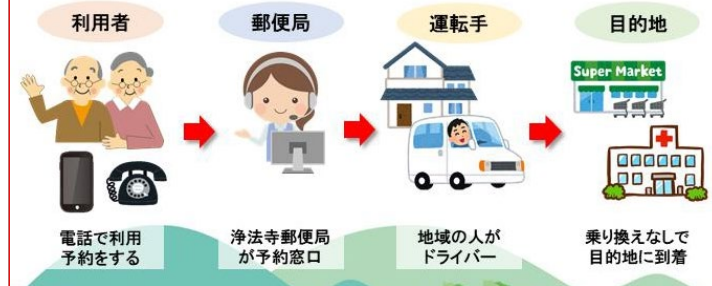 利用者
郵便局
運転手
目的地
Super Market
電話で利用
予約をする
浄法寺郵便局
が予約窓口
地域の人が
ドライバー
乗り換えなしで
目的地に到着